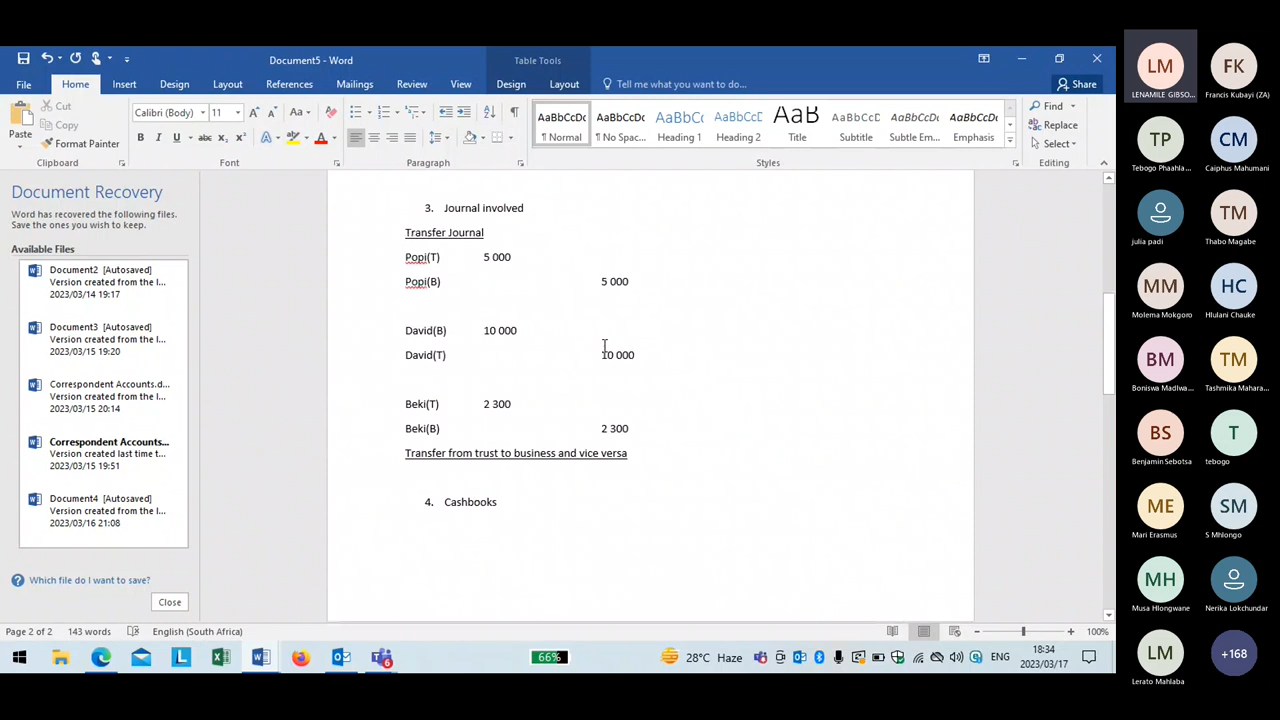 Document5 - Word
Table Tools
File
Home
Insert
Design
Layout
References
Mailings
Review
View
Design
Layout
Tell me what you want to do...
Share
Paste
Cut
Copy
Format Painter
Clipboard
Calibri (Body)
11
Font
Paragraph
AaBbCcDc
¶ Normal
AaBbCcDc
¶ No Spac...
AaBbCc
Heading 1
AaBbCcD
Heading 2
AaB
Title
AaBbCcD
Subtitle
AaBbCcDc
Subtle Em...
AaBbCcDc
Emphasis
Styles
Find
Replace
Select
Editing
Document Recovery
Word has recovered the following files.
Save the ones you wish to keep.
Available Files
Document2 [Autosaved]
Version created from the l...
2023/03/14 19:17
Document3 [Autosaved]
Version created from the l...
2023/03/15 19:20
Correspondent Accounts.d...
Version created from the l...
2023/03/15 20:14
Correspondent Accounts...
Version created last time t...
2023/03/15 19:51
Document4 [Autosaved]
Version created from the l...
2023/03/16 21:08
Which file do I want to save?
Close
3. Journal involved
Transfer Journal
Popi(T) 5 000
Popi(B) 5 000
David(B) 10 000
David(T) 10 000
Beki(T) 2 300
Beki(B) 2 300
Transfer from trust to business and vice versa
4. Cashbooks
Page 2 of 2
143 words
English (South Africa)
100%
66%
28°C Haze
ENG
18:34
2023/03/17
LM
LENAMILE GIBSO...
FK
Francis Kubayi (ZA)
TP
Tebogo Phaahla...
CM
Caiphus Mahumani
julia padi
TM
Thabo Magabe
MM
Molema Mokgoro
HC
Hlulani Chauke
BM
Boniswa Madlwa...
TM
Tashmika Mahara...
BS
Benjamin Sebotsa
T
tebogo
ME
Mari Erasmus
SM
S Mhlongo
MH
Musa Hlongwane
Nerika Lokchundar
LM
Lerato Mahlaba
+168